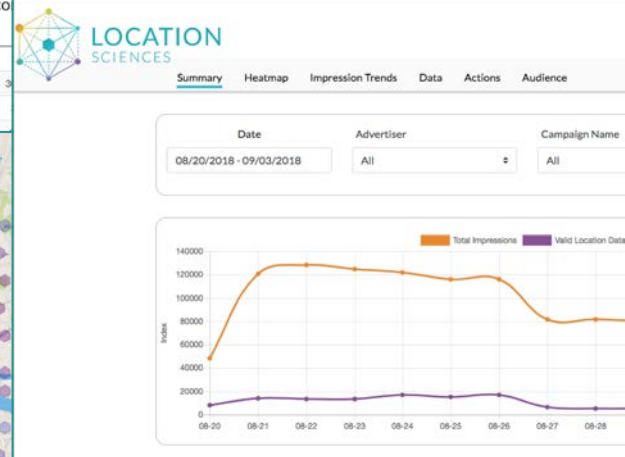 LOCATION
SCIENCES
Summary Heatmap Impression Trends Data Actions Audience
Date Advertiser Campaign Name
08/20/2018 - 09/03/2018 All All
Total Impressions Valid Location Data
140000
120000
100000
80000
60000
40000
20000
0
Index
08-20 08-21 08-22 08-23 08-24 08-25 08-26 08-27 08-28